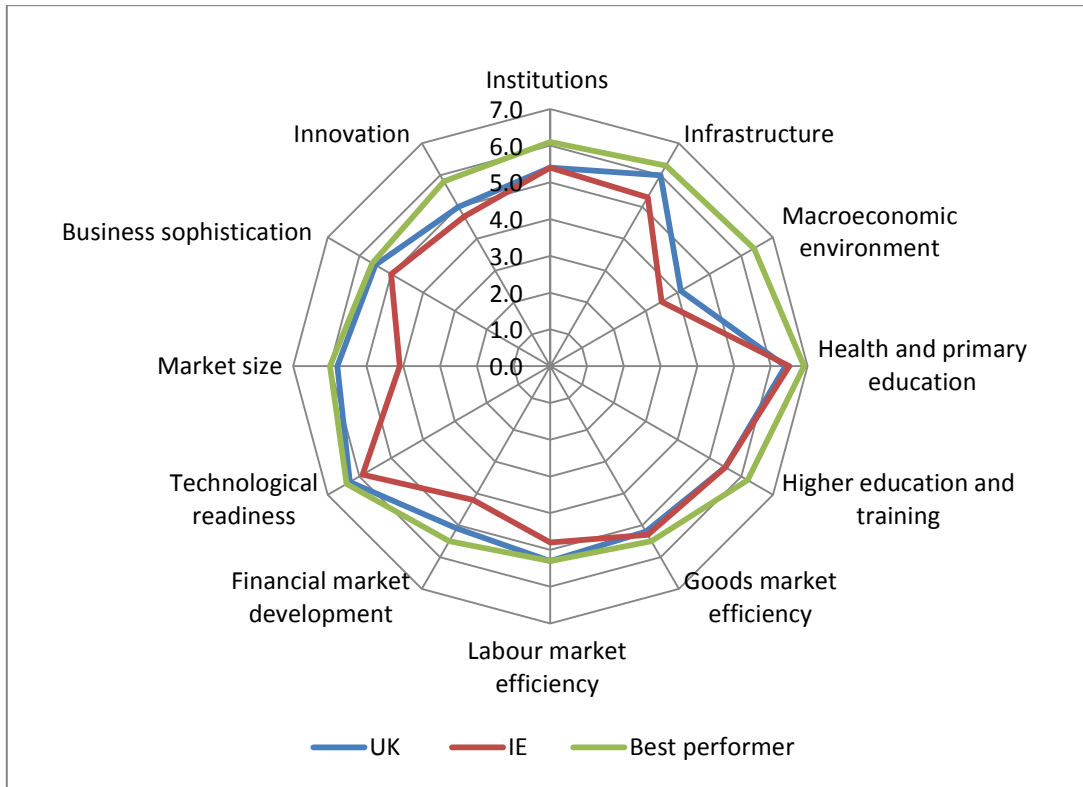 Institutions
7.0
6.0
5.0
4.0
3.0
2.0
1.0
0.0
Infrastructure
Macroeconomic
environment
Health and primary
education
Higher education and
training
Goods market
efficiency
Labour market
efficiency
Financial market
development
Technological
readiness
Market size
Business sophistication
Innovation
UK
IE
Best performer